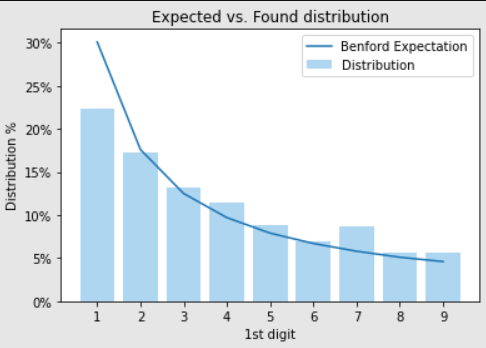 Expected vs. Found distribution
Benford Expectation
Distribution
Distribution %
30%
25%
20%
15%
10%
5%
0%
1 2 3 4 5 6 7 8 9
1st digit